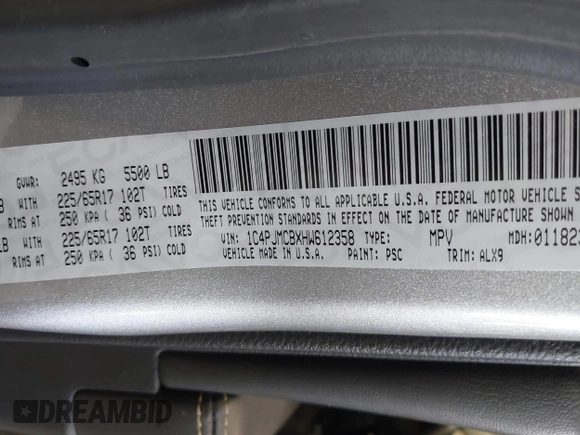 GVWR: 2495 KG 5500 LB
B WITH 225/65R17 102T TIRES
RIMS AT 250 KPA ( 36 PSI) COLD
LB WITH 225/65R17 102T TIRES
RIMS AT 250 KPA ( 36 PSI) COLD
THIS VEHICLE CONFORMS TO ALL APPLICABLE U.S.A. FEDERAL MOTOR VEHICLE S
THEFT PREVENTION STANDARDS IN EFFECT ON THE DATE OF MANUFACTURE SHOWN
VIN: 1C4PJMCBXHW612358 TYPE: MPV MDH: 01182
VEHICLE MADE IN U.S.A. PAINT: PSC TRIM: ALX9
DREAMBID